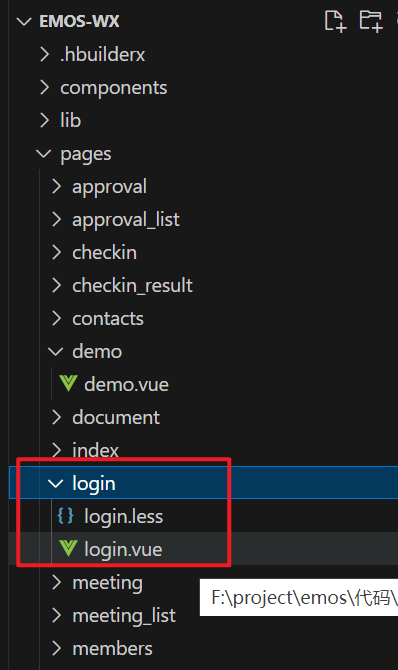 EMOS-WX
.hbuilderx
components
lib
pages
approval
approval_list
checkin
checkin_result
contacts
demo
demo.vue
document
index
login
{} login.less
login.vue
meeting
F:\project\emos\代码\
meeting_list
members